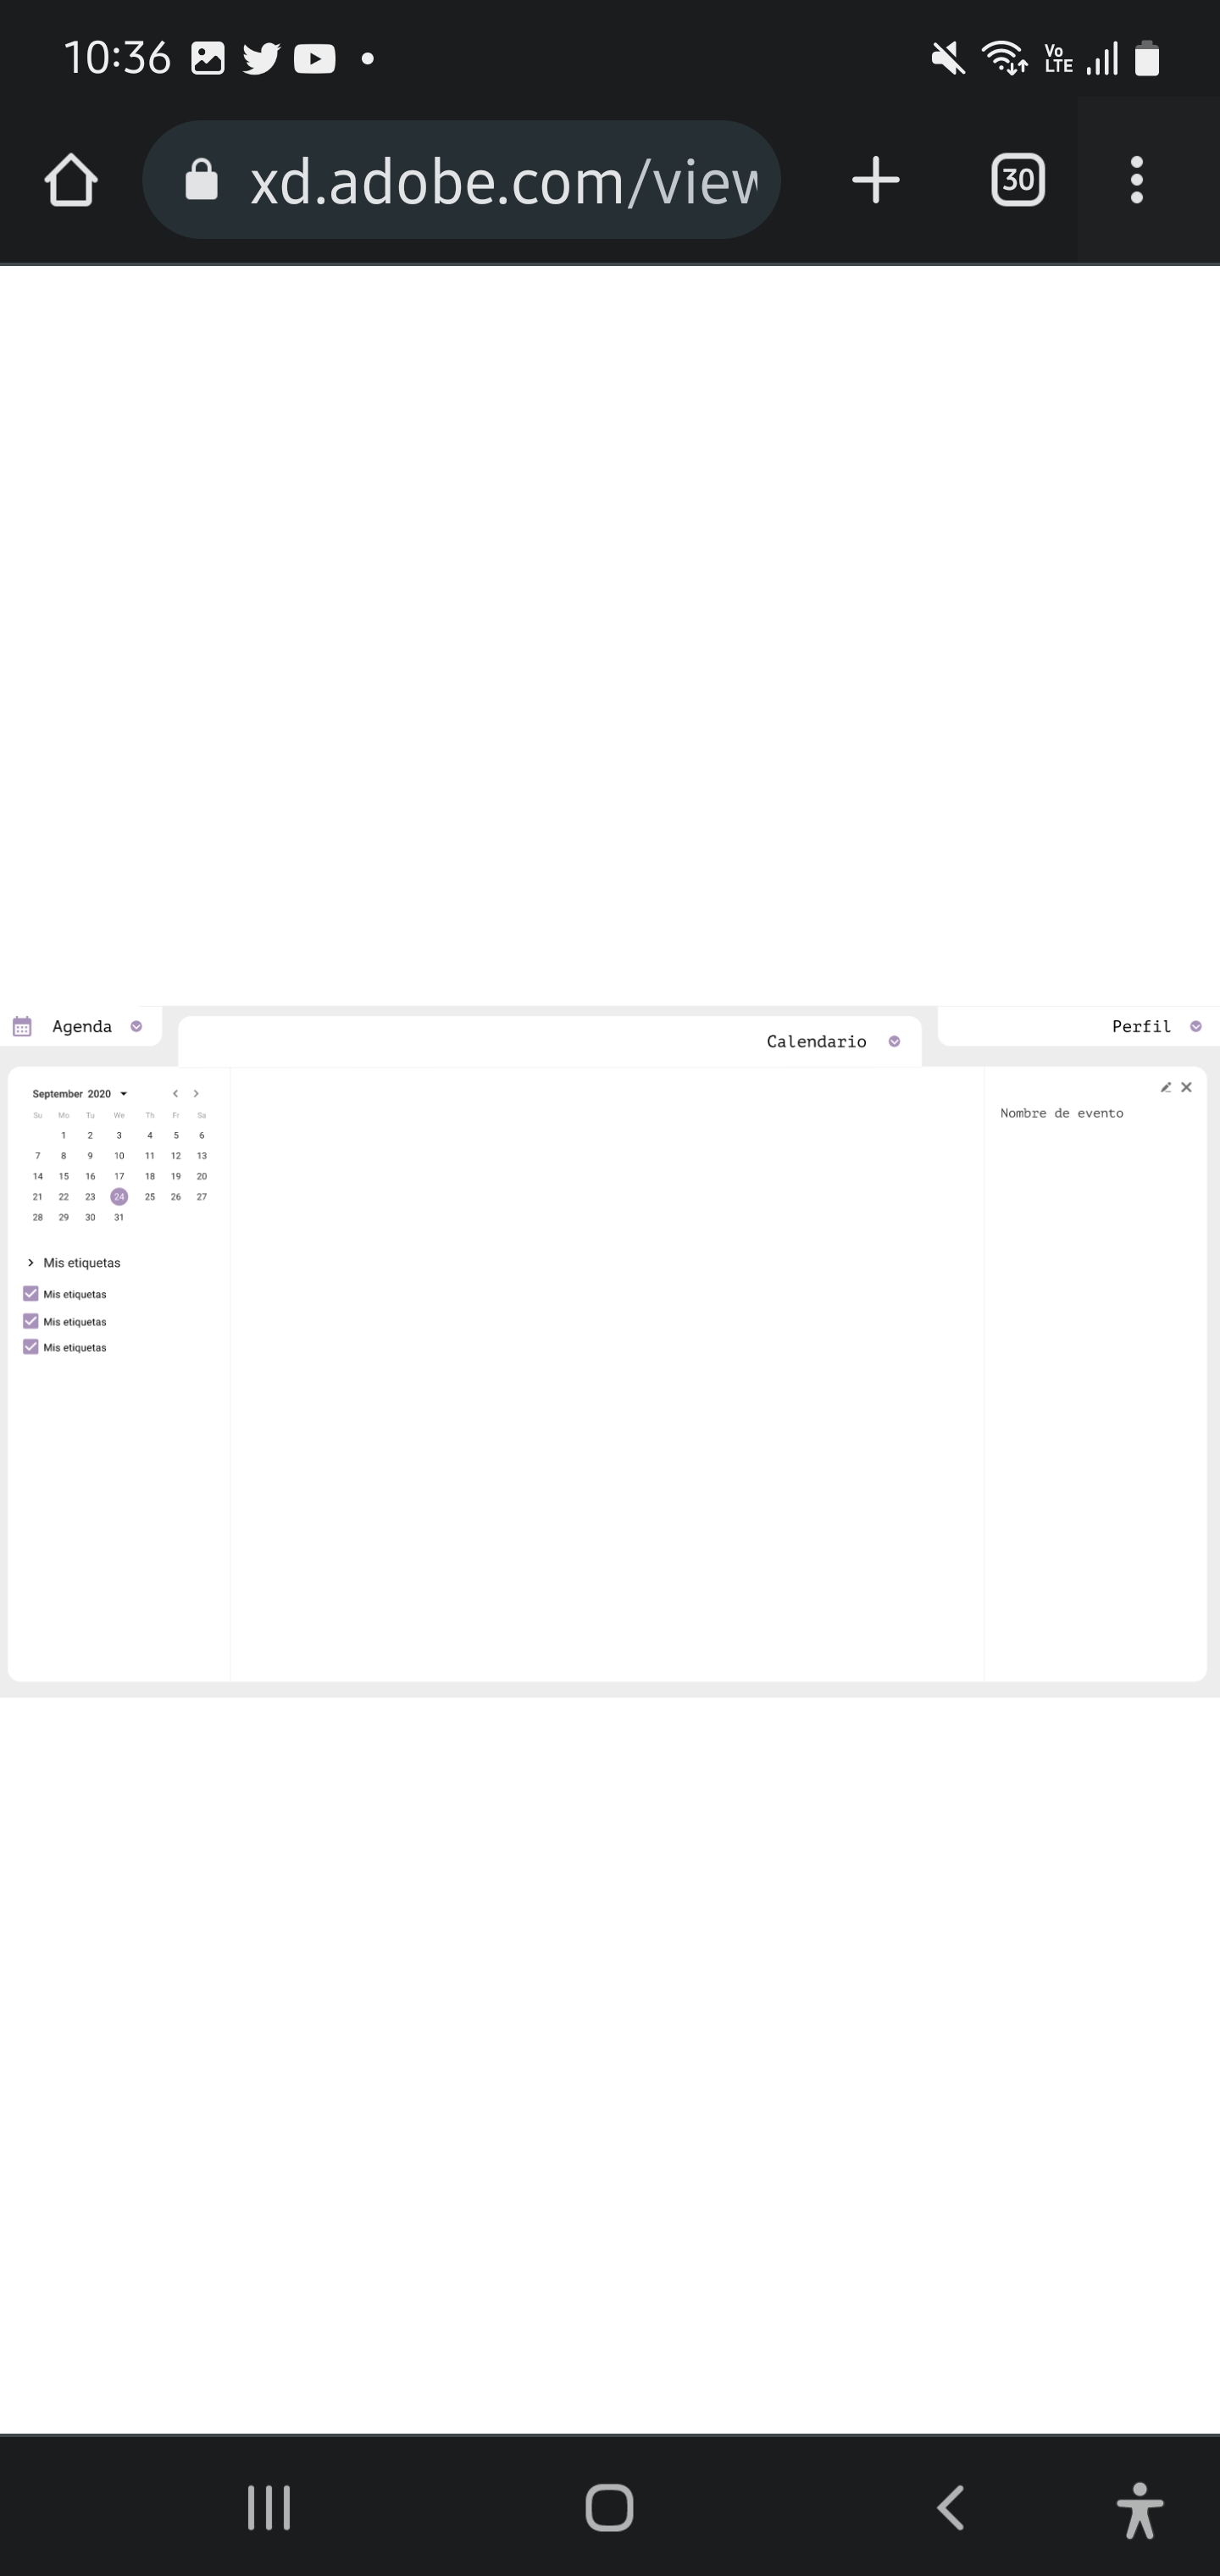 10:36
Vo
LTE
xd.adobe.com/view
30
Agenda
Calendario
Perfil
September 2020
Su Mo Tu We Th Fr Sa
1 2 3 4 5 6
7 8 9 10 11 12 13
14 15 16 17 18 19 20
21 22 23 24 25 26 27
28 29 30 31
Mis etiquetas
Mis etiquetas
Mis etiquetas
Mis etiquetas
Nombre de evento